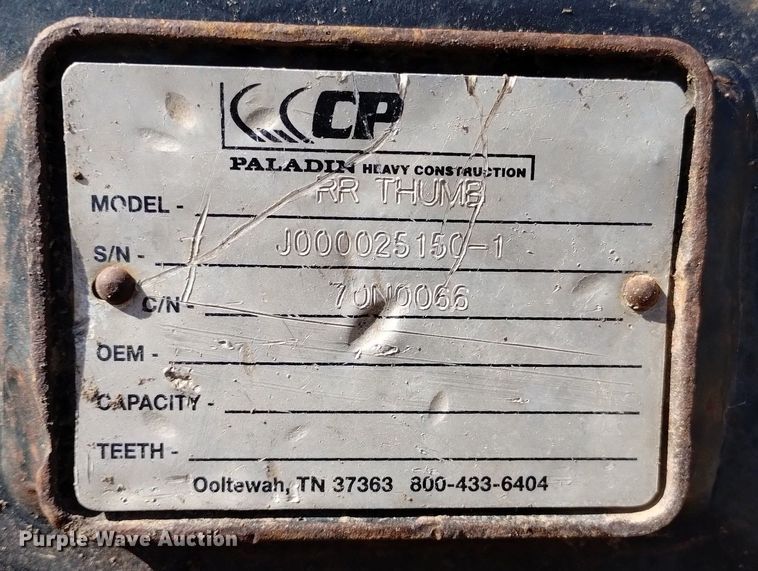 CP
PALADIN HEAVY CONSTRUCTION
MODEL - RR THUMB
S/N - J000025150-1
C/N - 70N0066
OEM -
CAPACITY -
TEETH -
Ooltewah, TN 37363 800-433-6404
Purple Wave Auction